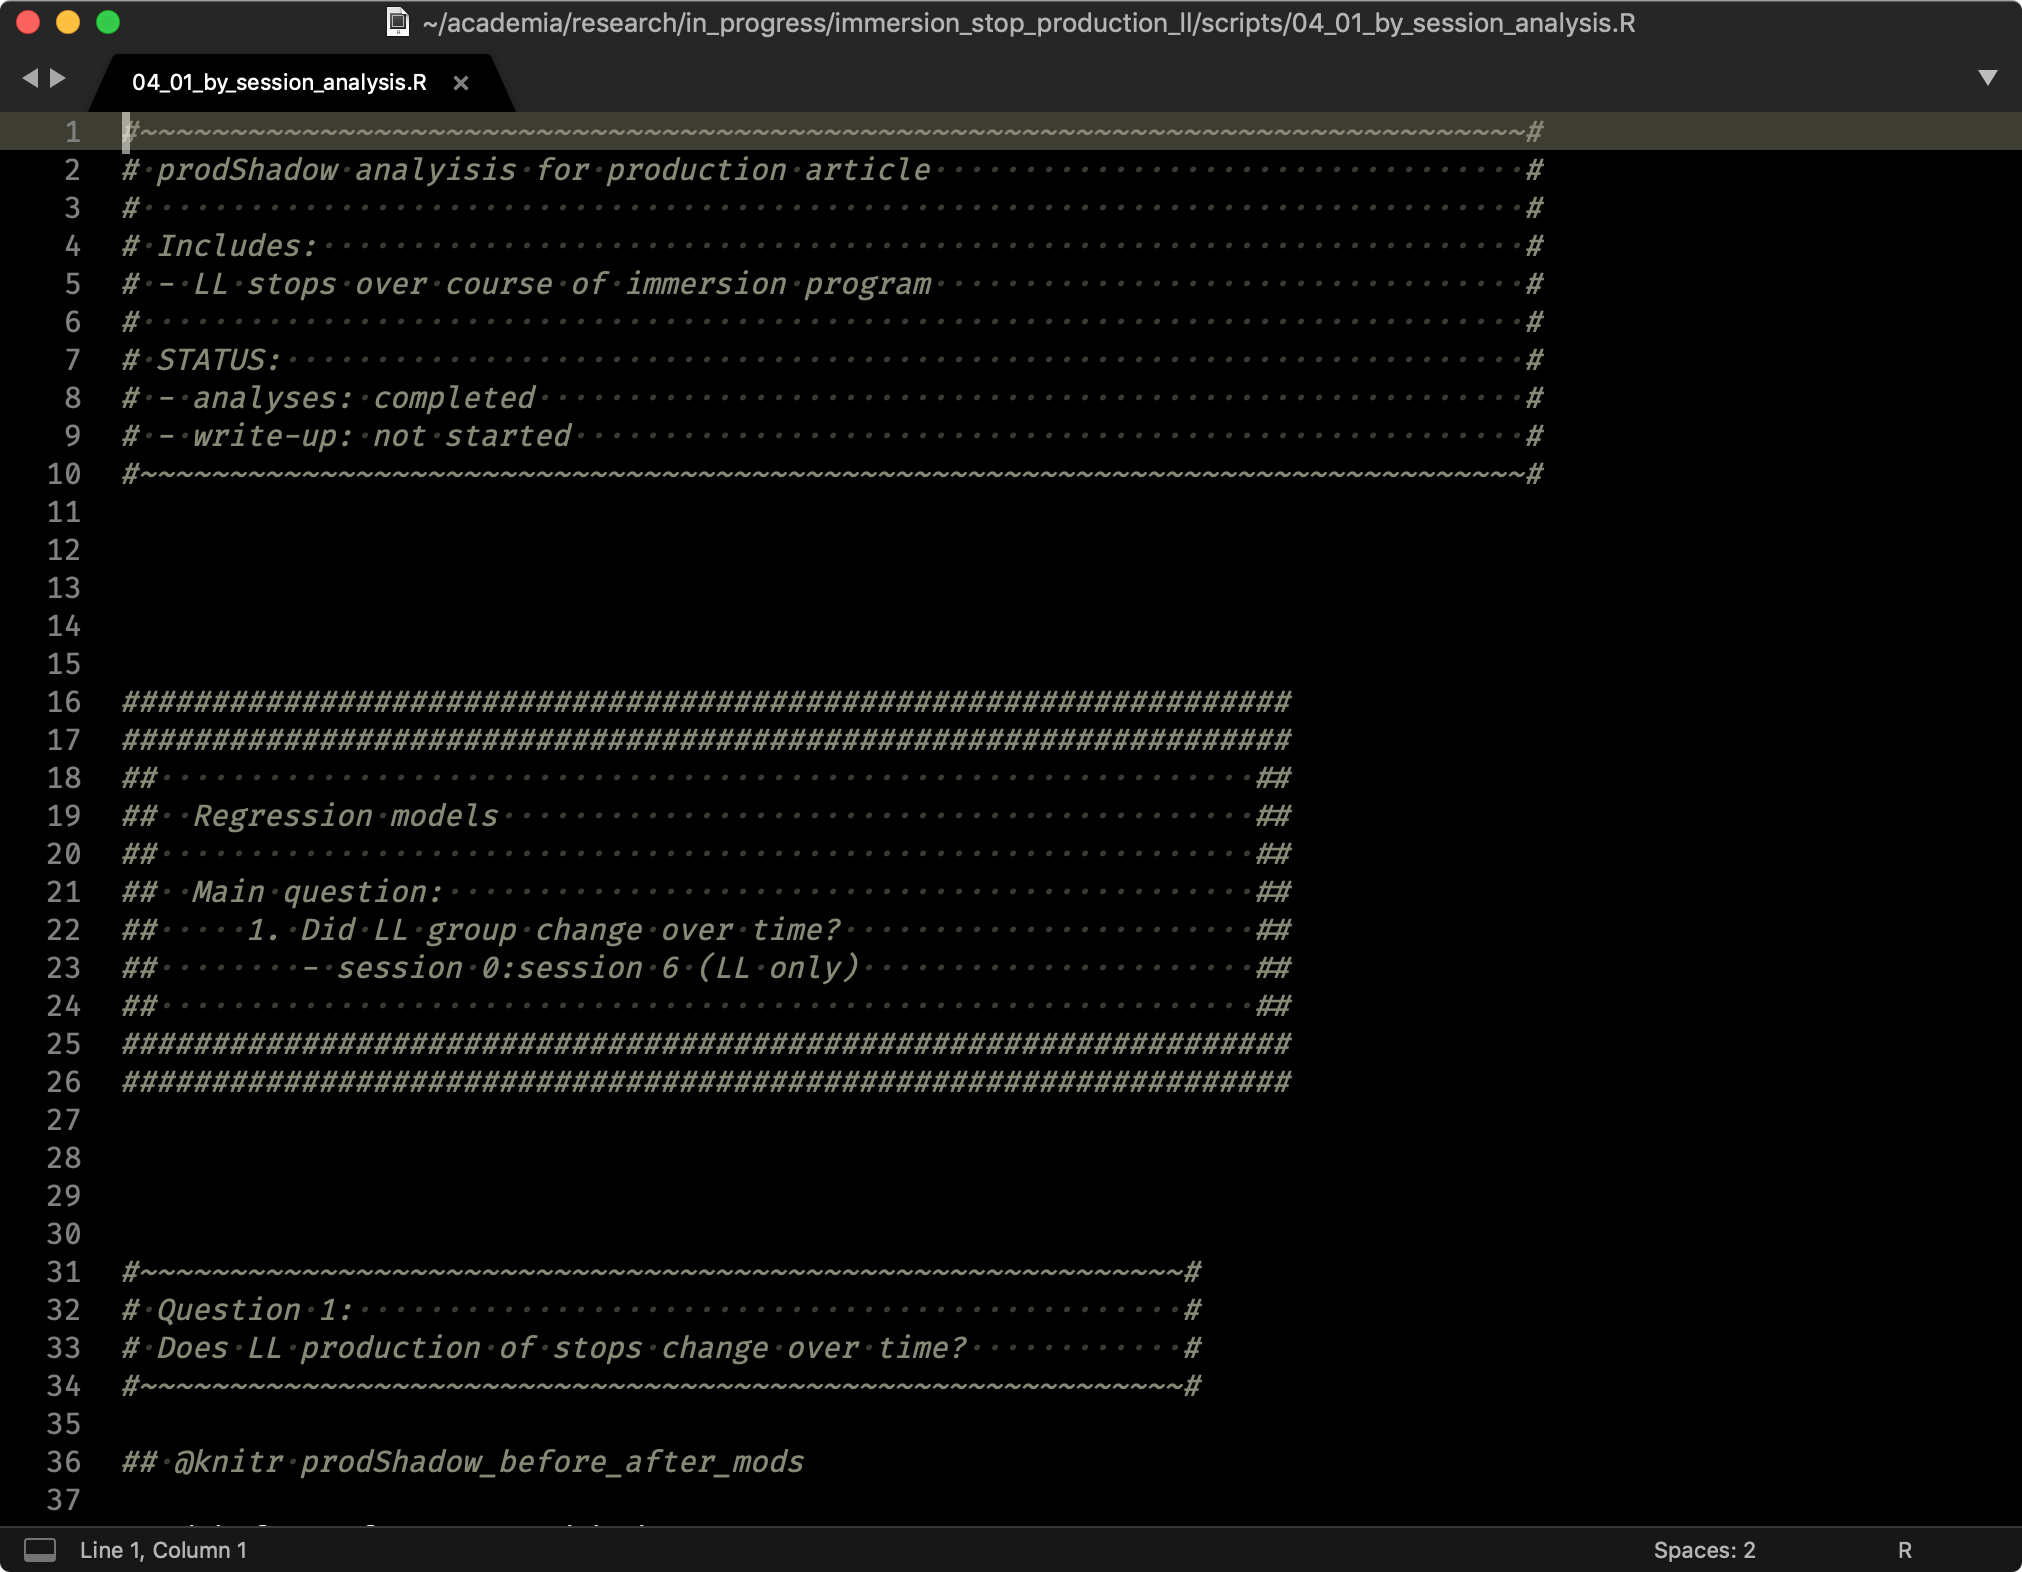 ~/academia/research/in_progress/immersion_stop_production_ll/scripts/04_01_by_session_analysis.R
04_01_by_session_analysis.R ×
1 #~~~~~~~~~~~~~~~~~~~~~~~~~~~~~~~~~~~~~~~~~~~~~~~~~~~~~~~~~~~~~~~~~~~~~~~~~~~~~#
2 # prodShadow analyisis for production article                                 #
3 #                                                                             #
4 # Includes:                                                                   #
5 # - LL stops over course of immersion program                                 #
6 #                                                                             #
7 # STATUS:                                                                     #
8 # - analyses: completed                                                       #
9 # - write-up: not started                                                     #
10 #~~~~~~~~~~~~~~~~~~~~~~~~~~~~~~~~~~~~~~~~~~~~~~~~~~~~~~~~~~~~~~~~~~~~~~~~~~~~~#
11
12
13
14
15
16 #################################################################
17 #################################################################
18 ##                                                             ##
19 ##  Regression models                                          ##
20 ##                                                             ##
21 ##  Main question:                                             ##
22 ##     1. Did LL group change over time?                       ##
23 ##        - session 0:session 6 (LL only)                      ##
24 ##                                                             ##
25 #################################################################
26 #################################################################
27
28
29
30
31 #~~~~~~~~~~~~~~~~~~~~~~~~~~~~~~~~~~~~~~~~~~~~~~~~~~~~~~~~~~#
32 # Question 1:                                              #
33 # Does LL production of stops change over time?            #
34 #~~~~~~~~~~~~~~~~~~~~~~~~~~~~~~~~~~~~~~~~~~~~~~~~~~~~~~~~~~#
35
36 ## @knitr prodShadow_before_after_mods
37
Line 1, Column 1 Spaces: 2 R